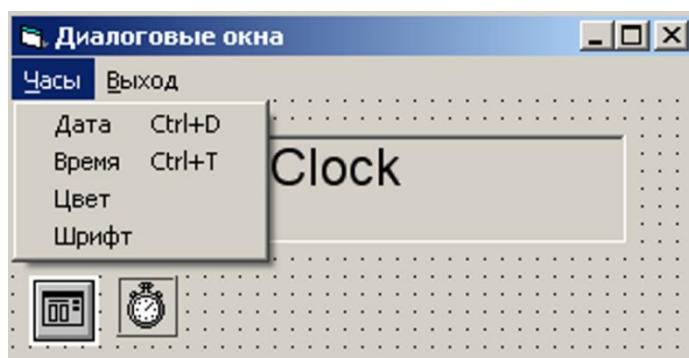 Диалоговые окна
Часы Выход
Дата Ctrl+D
Время Ctrl+T
Clock
Цвет
Шрифт